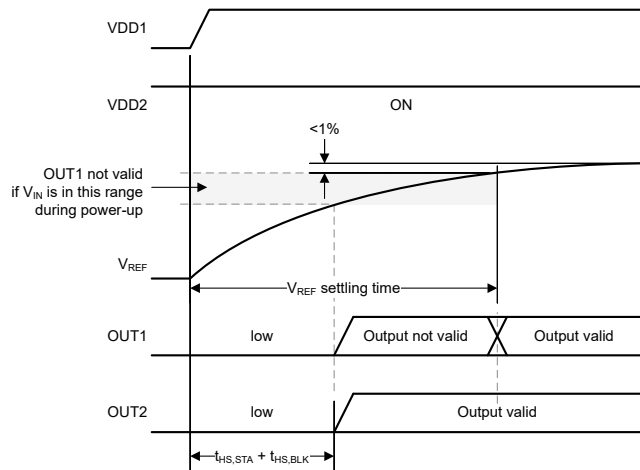 VDD1
VDD2
ON
<1%
OUT1 not valid
if VIN is in this range
during power-up
VREF
VREF settling time
OUT1
low
Output not valid
Output valid
OUT2
low
Output valid
tHS,STA + tHS,BLK